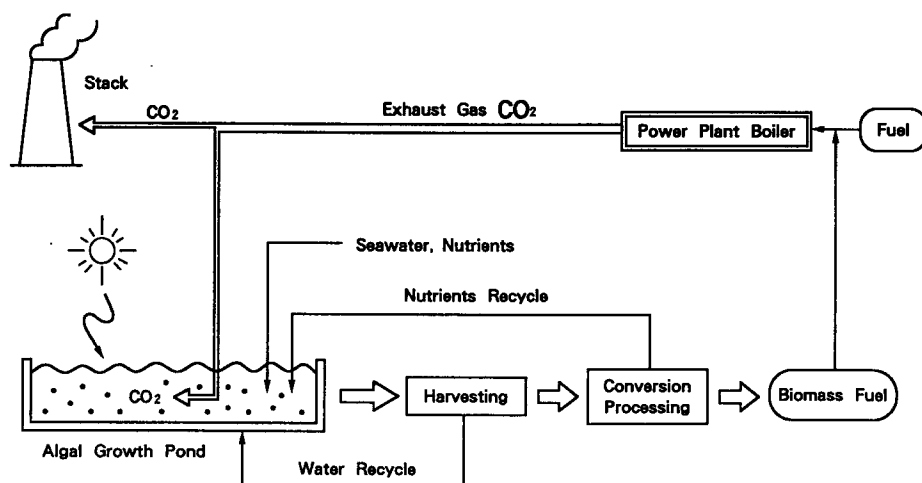 Stack
CO2
Exhaust Gas CO2
Power Plant Boiler
Fuel
Seawater, Nutrients
Nutrients Recycle
CO2
Harvesting
Conversion
Processing
Biomass Fuel
Algal Growth Pond
Water Recycle